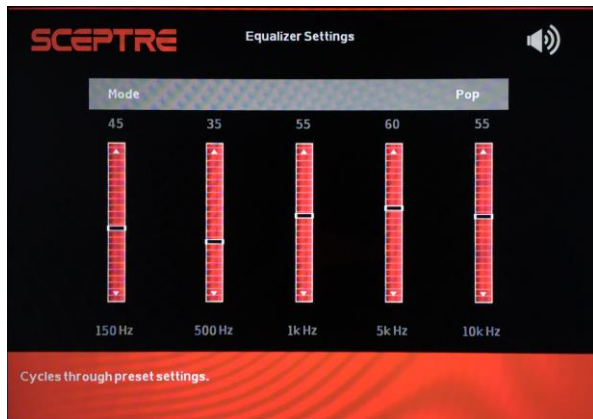 SCEPTRE
Equalizer Settings
Mode Pop
45 35 55 60 55
150 Hz 500 Hz 1k Hz 5k Hz 10k Hz
Cycles through preset settings.